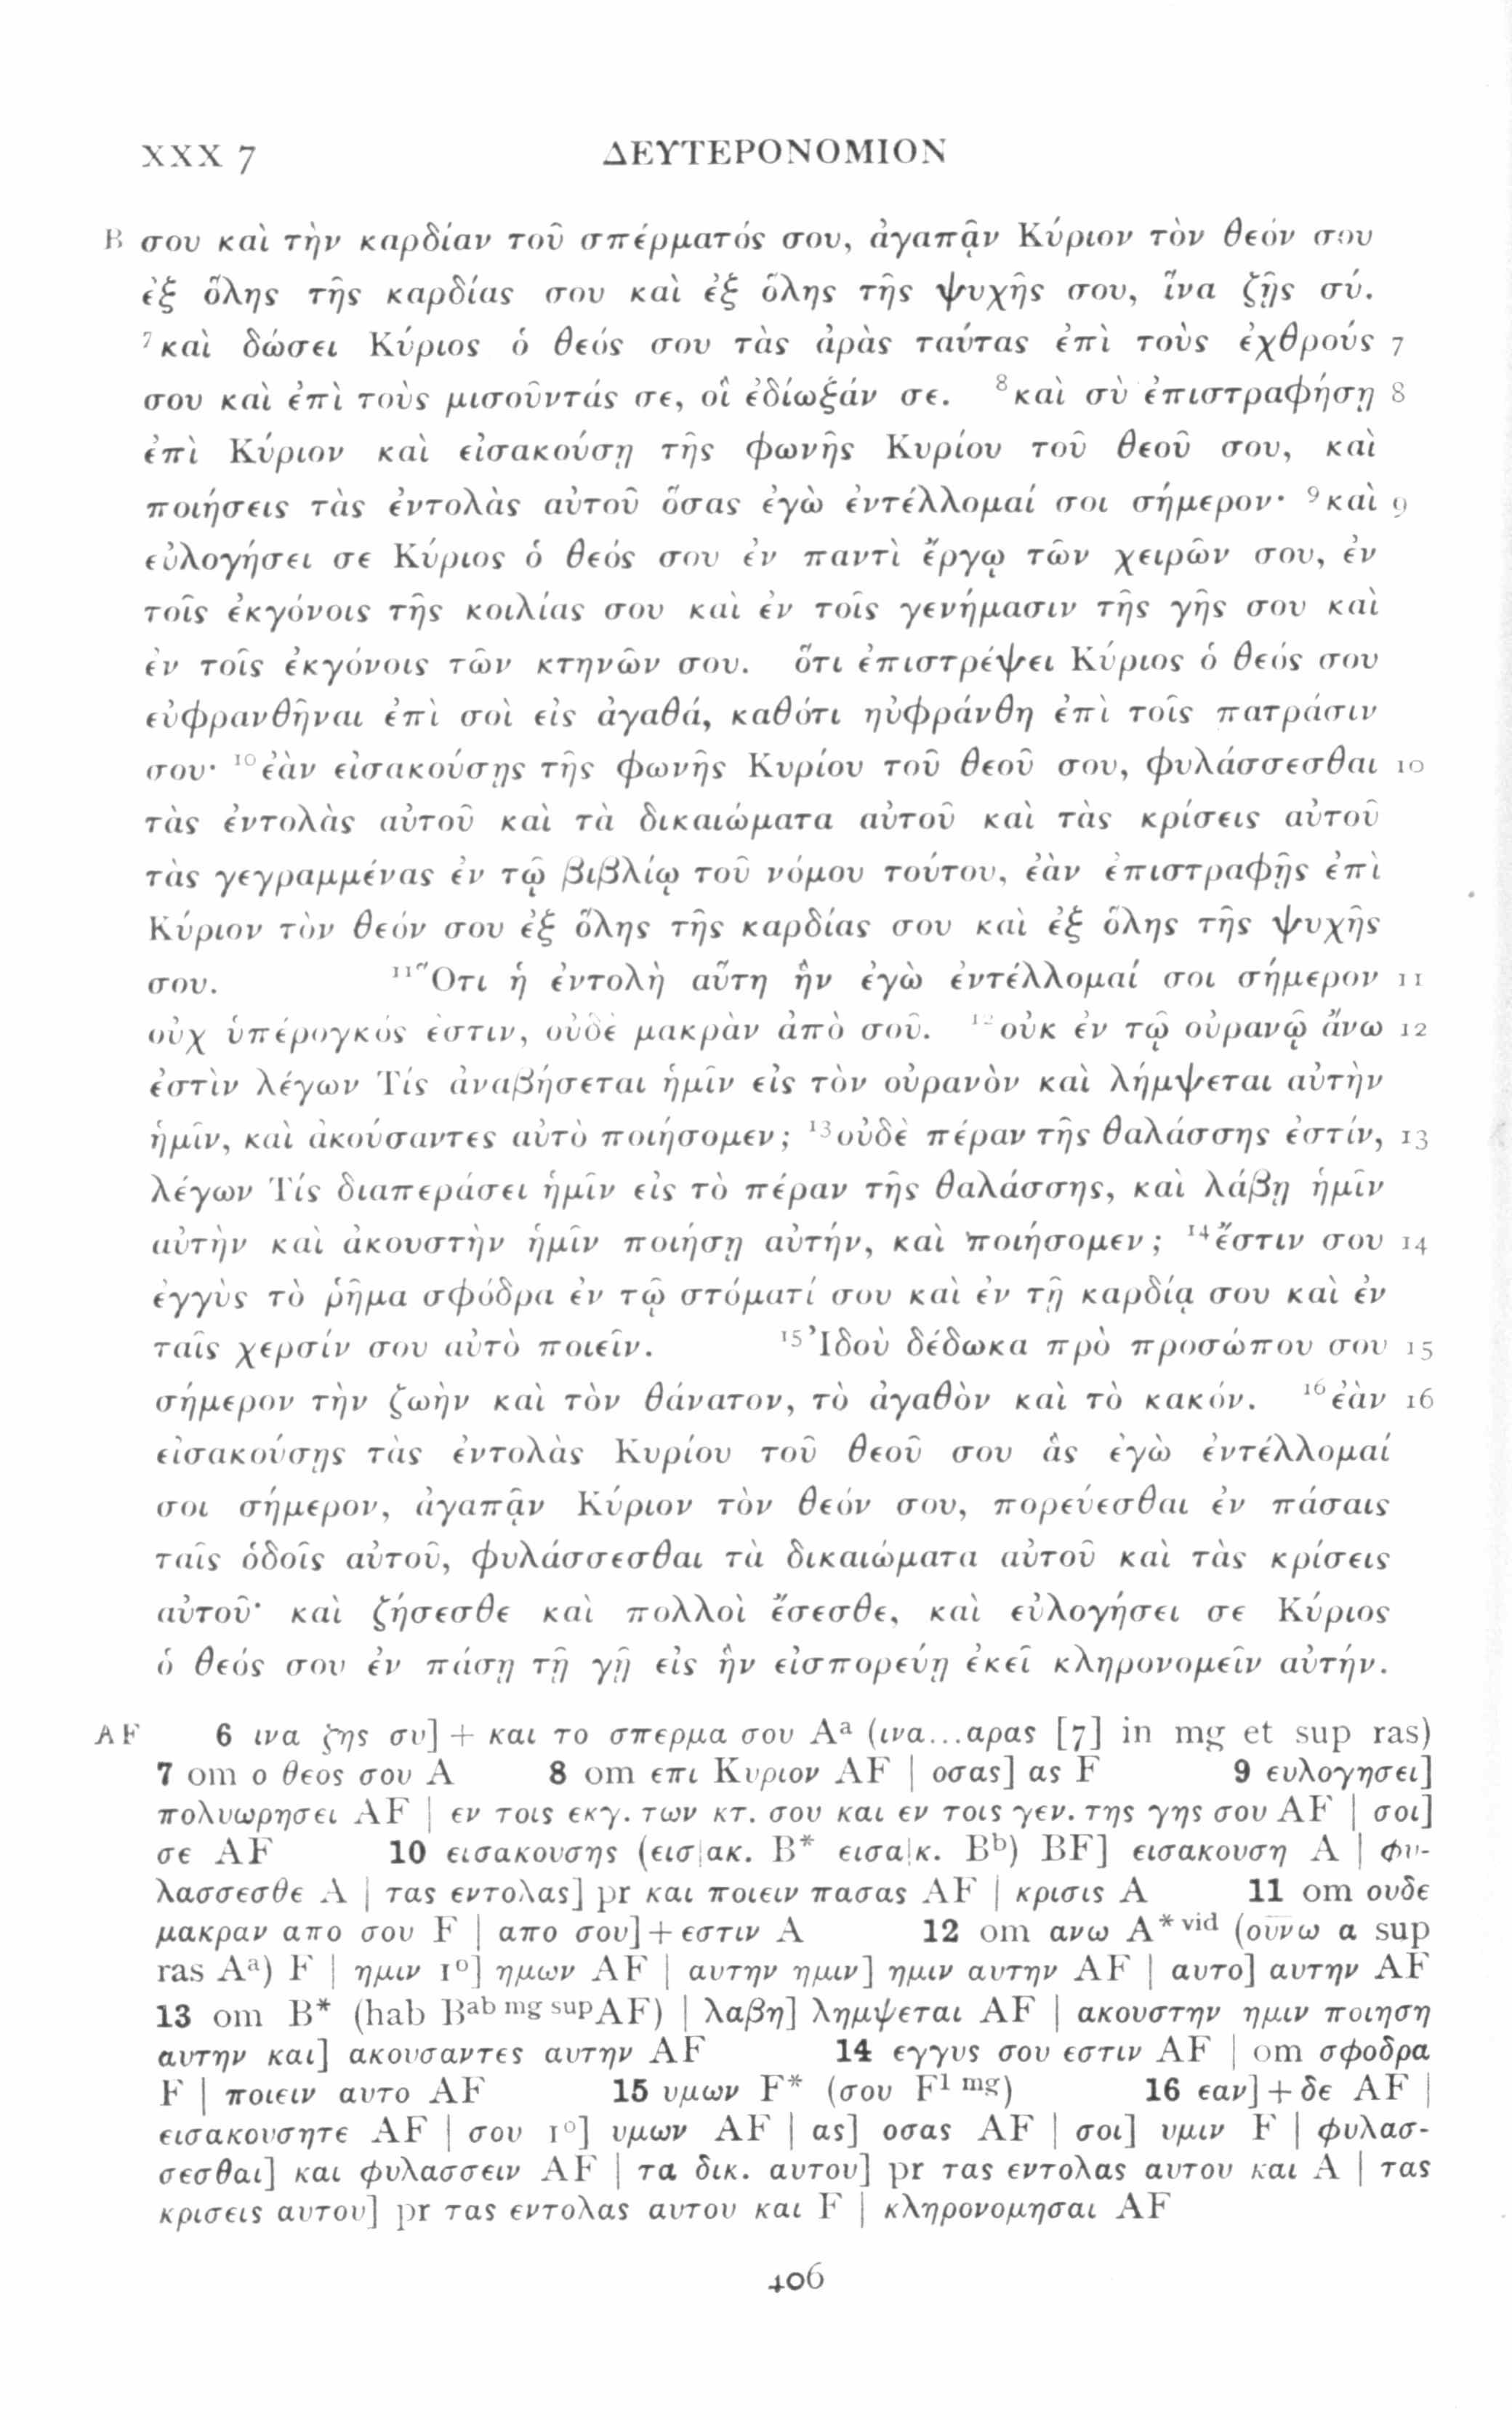 XXX 7 ΔΕΥΤΕΡΟΝΟΜΙΟΝ
B σου καὶ τὴν καρδίαν τοῦ σπέρματός σου, ἀγαπᾷν Κύριον τὸν θεόν σου
ἐξ ὅλης τῆς καρδίας σου καὶ ἐξ ὅλης τῆς ψυχῆς σου, ἵνα ζῇς σύ.
⁷καὶ δώσει Κύριος ὁ θεός σου τὰς ἀρὰς ταύτας ἐπὶ τοὺς ἐχθρούς 7
σου καὶ ἐπὶ τοὺς μισοῦντάς σε, οἳ ἐδίωξάν σε. ⁸καὶ σὺ ἐπιστραφήσῃ 8
ἐπὶ Κύριον καὶ εἰσακούσῃ τῆς φωνῆς Κυρίου τοῦ θεοῦ σου, καὶ
ποιήσεις τὰς ἐντολὰς αὐτοῦ ὅσας ἐγὼ ἐντέλλομαί σοι σήμερον· ⁹καὶ 9
εὐλογήσει σε Κύριος ὁ θεός σου ἐν παντὶ ἔργῳ τῶν χειρῶν σου, ἐν
τοῖς ἐκγόνοις τῆς κοιλίας σου καὶ ἐν τοῖς γενήμασιν τῆς γῆς σου καὶ
ἐν τοῖς ἐκγόνοις τῶν κτηνῶν σου. ὅτι ἐπιστρέψει Κύριος ὁ θεός σου
εὐφρανθῆναι ἐπὶ σοὶ εἰς ἀγαθά, καθότι ηὐφράνθη ἐπὶ τοῖς πατράσιν
σου· ¹⁰ἐὰν εἰσακούσῃς τῆς φωνῆς Κυρίου τοῦ θεοῦ σου, φυλάσσεσθαι 10
τὰς ἐντολὰς αὐτοῦ καὶ τὰ δικαιώματα αὐτοῦ καὶ τὰς κρίσεις αὐτοῦ
τὰς γεγραμμένας ἐν τῷ βιβλίῳ τοῦ νόμου τούτου, ἐὰν ἐπιστραφῇς ἐπὶ
Κύριον τὸν θεόν σου ἐξ ὅλης τῆς καρδίας σου καὶ ἐξ ὅλης τῆς ψυχῆς
σου. ¹¹Ὅτι ἡ ἐντολὴ αὕτη ἣν ἐγὼ ἐντέλλομαί σοι σήμερον 11
οὐχ ὑπέρογκός ἐστιν, οὐδὲ μακρὰν ἀπὸ σοῦ. ¹²οὐκ ἐν τῷ οὐρανῷ ἄνω 12
ἐστὶν λέγων Τίς ἀναβήσεται ἡμῖν εἰς τὸν οὐρανὸν καὶ λήμψεται αὐτὴν
ἡμῖν, καὶ ἀκούσαντες αὐτὸ ποιήσομεν; ¹³οὐδὲ πέραν τῆς θαλάσσης ἐστίν, 13
λέγων Τίς διαπεράσει ἡμῖν εἰς τὸ πέραν τῆς θαλάσσης, καὶ λάβῃ ἡμῖν
αὐτὴν καὶ ἀκουστὴν ἡμῖν ποιήσῃ αὐτήν, καὶ ποιήσομεν; ¹⁴ἔστιν σου 14
ἐγγὺς τὸ ῥῆμα σφόδρα ἐν τῷ στόματί σου καὶ ἐν τῇ καρδίᾳ σου καὶ ἐν
ταῖς χερσίν σου αὐτὸ ποιεῖν. ¹⁵Ἰδοὺ δέδωκα πρὸ προσώπου σου 15
σήμερον τὴν ζωὴν καὶ τὸν θάνατον, τὸ ἀγαθὸν καὶ τὸ κακόν. ¹⁶ἐὰν 16
εἰσακούσῃς τὰς ἐντολὰς Κυρίου τοῦ θεοῦ σου ἃς ἐγὼ ἐντέλλομαί
σοι σήμερον, ἀγαπᾷν Κύριον τὸν θεόν σου, πορεύεσθαι ἐν πάσαις
ταῖς ὁδοῖς αὐτοῦ, φυλάσσεσθαι τὰ δικαιώματα αὐτοῦ καὶ τὰς κρίσεις
αὐτοῦ· καὶ ζήσεσθε καὶ πολλοὶ ἔσεσθε, καὶ εὐλογήσει σε Κύριος
ὁ θεός σου ἐν πάσῃ τῇ γῇ εἰς ἣν εἰσπορεύῃ ἐκεῖ κληρονομεῖν αὐτήν.
AF 6 ινα ζης συ] + και το σπερμα σου Aᵃ (ινα...αρας [7] in mg et sup ras)
7 om ο θεος σου A 8 om επι Κυριον AF | οσας] ας F 9 ευλογησει]
πολυωρησει AF | εν τοις εκγ. των κτ. σου και εν τοις γεν. της γης σου AF | σοι]
σε AF 10 εισακουσης (εισ|ακ. B* εισα|κ. Bᵇ) BF] εισακουση A | φυ-
λασσεσθε A | τας εντολας] pr και ποιειν πασας AF | κρισις A 11 om ουδε
μακραν απο σου F | απο σου] + εστιν A 12 om ανω A*ᵛⁱᵈ (ουνω α sup
ras Aᵃ) F | ημιν 1°] ημων AF | αυτην ημιν] ημιν αυτην AF | αυτο] αυτην AF
13 om B* (hab Bᵃᵇ ᵐᵍ ˢᵘᵖAF) | λαβη] λημψεται AF | ακουστην ημιν ποιηση
αυτην και] ακουσαντες αυτην AF 14 εγγυς σου εστιν AF | om σφοδρα
F | ποιειν αυτο AF 15 υμων F* (σου F¹ ᵐᵍ) 16 εαν] + δε AF |
εισακουσητε AF | σου 1°] υμων AF | ας] οσας AF | σοι] υμιν F | φυλασ-
σεσθαι] και φυλασσειν AF | τα δικ. αυτου] pr τας εντολας αυτου και A | τας
κρισεις αυτου] pr τας εντολας αυτου και F | κληρονομησαι AF
406